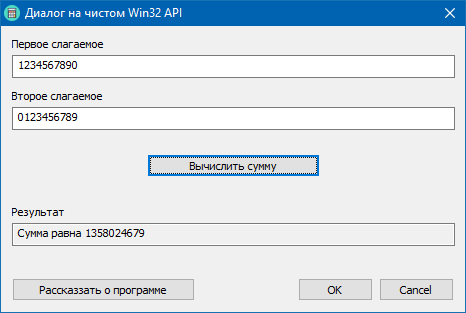 Диалог на чистом Win32 API
Первое слагаемое
1234567890
Второе слагаемое
0123456789
Вычислить сумму
Результат
Сумма равна 1358024679
Рассказзать о программе
OK
Cancel